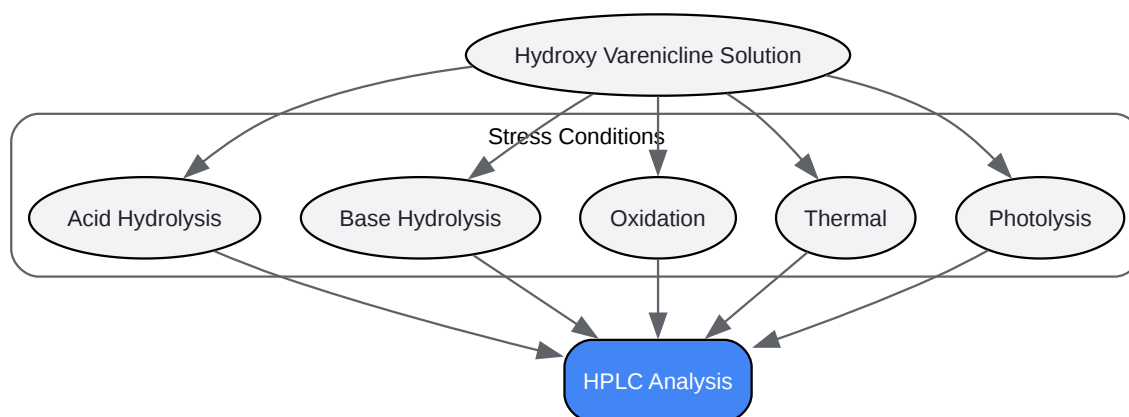 Hydroxy Varenicline Solution
Stress Conditions
Acid Hydrolysis
Base Hydrolysis
Oxidation
Thermal
Photolysis
HPLC Analysis